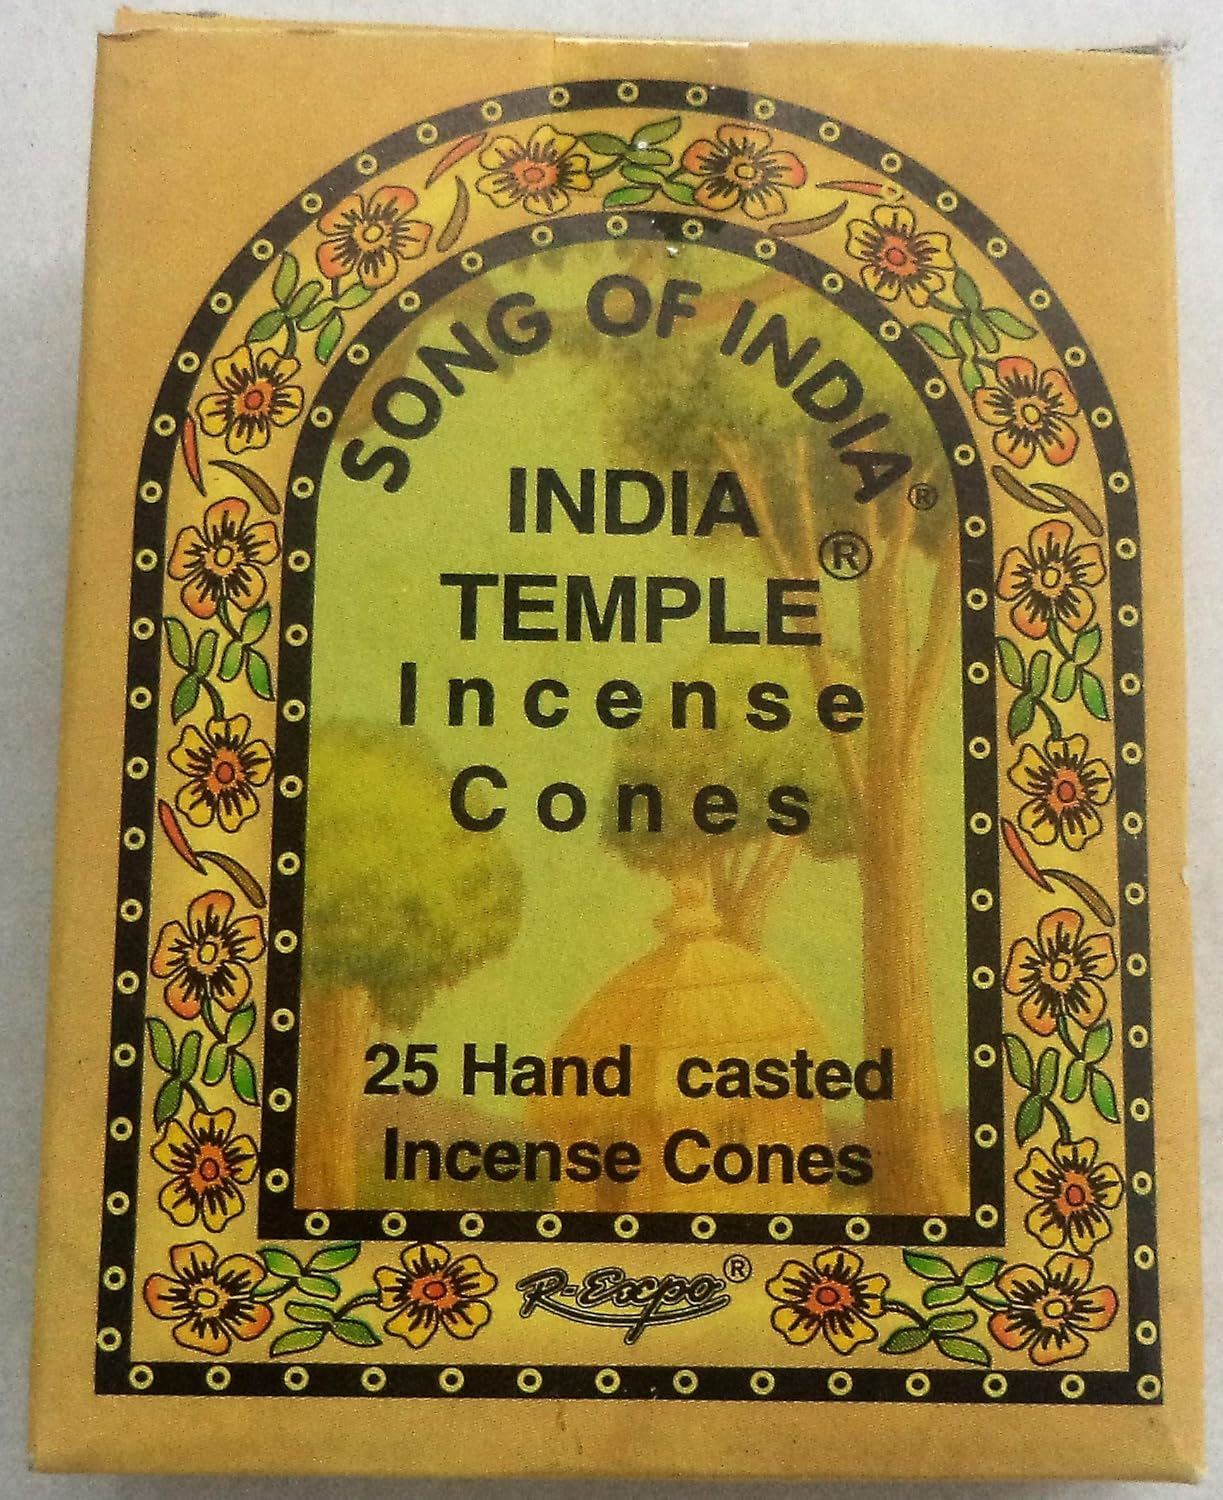 SONG OF INDIA®
INDIA
TEMPLE®
Incense
Cones
25 Hand casted
Incense Cones
R-Expo®